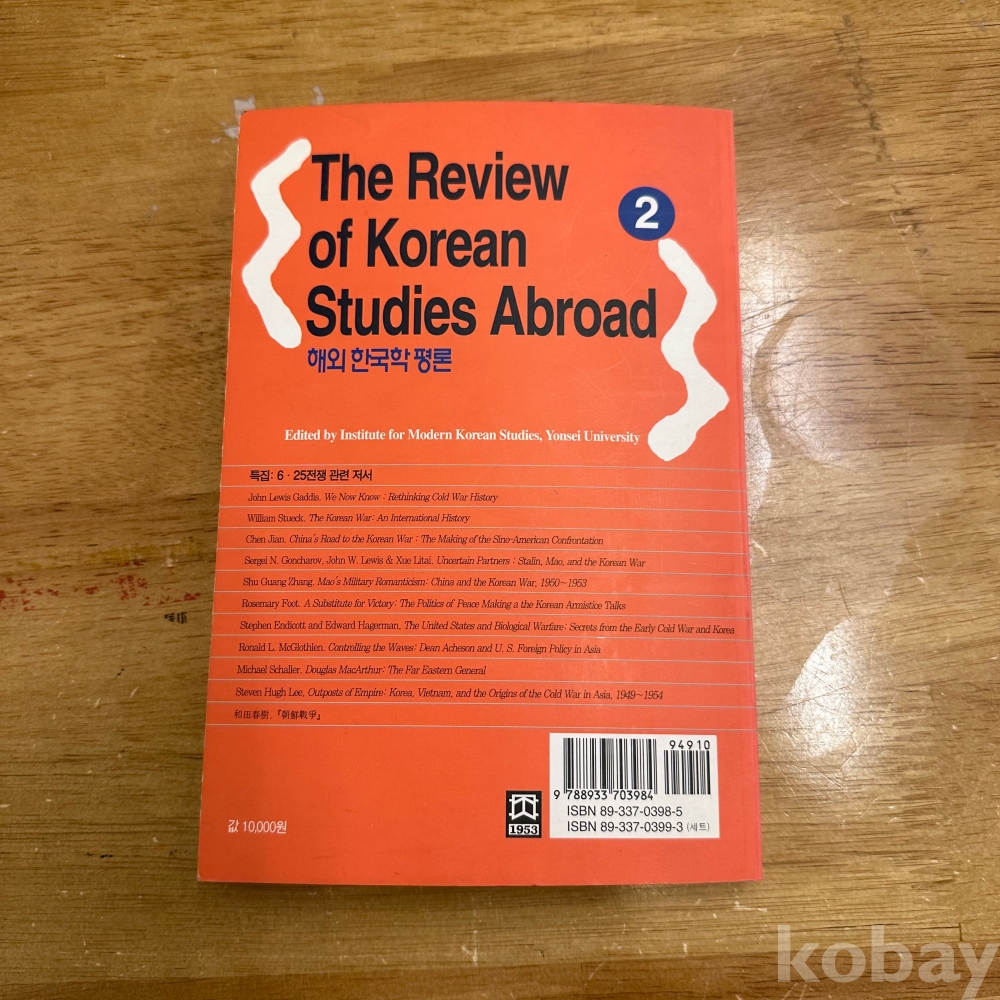 The Review
of Korean
Studies Abroad
2
해외 한국학 평론
Edited by Institute for Modern Korean Studies, Yonsei University
특집: 6 · 25전쟁 관련 저서
John Lewis Gaddis. We Now Know : Rethinking Cold War History
William Stueck. The Korean War: An International History
Chen Jian. China's Road to the Korean War : The Making of the Sino-American Confrontation
Sergei N. Goncharov, John W. Lewis & Xue Litai. Uncertain Partners : Stalin, Mao, and the Korean War
Shu Guang Zhang. Mao's Military Romanticism: China and the Korean War, 1950~1953
Rosemary Foot. A Substitute for Victory: The Politics of Peace Making a the Korean Armistice Talks
Stephen Endicott and Edward Hagerman, The United States and Biological Warfare: Secrets from the Early Cold War and Korea
Ronald L. McGlothlen. Controlling the Waves: Dean Acheson and U. S. Foreign Policy in Asia
Michael Schaller. Douglas MacArthur: The Far Eastern General
Steven Hugh Lee, Outposts of Empire: Korea, Vietnam, and the Origins of the Cold War in Asia, 1949~1954
和田春樹. 『朝鮮戰爭』
94910
9 788933 703984
ISBN 89-337-0398-5
ISBN 89-337-0399-3 (세트)
1953
값 10,000원
kobay